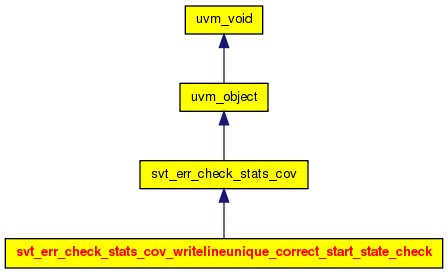 uvm_void
uvm_object
svt_err_check_stats_cov
svt_err_check_stats_cov_writelineunique_correct_start_state_check